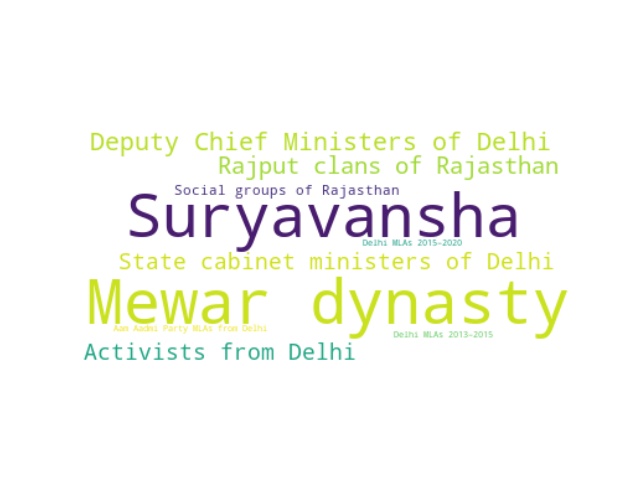 Deputy Chief Ministers of Delhi
Rajput clans of Rajasthan
Social groups of Rajasthan
Suryavansha
Delhi MLAs 2015–2020
State cabinet ministers of Delhi
Mewar dynasty
Aam Aadmi Party MLAs from Delhi
Delhi MLAs 2013–2015
Activists from Delhi